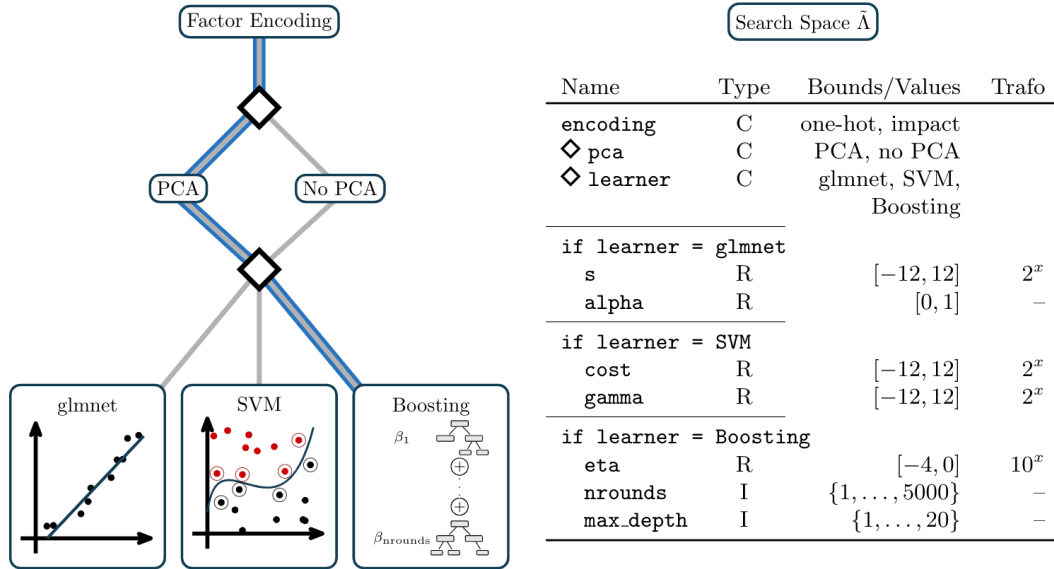 Factor Encoding
PCA
No PCA
glmnet
SVM
Boosting
β1
βnrounds
Search Space Λ̃
Name Type Bounds/Values Trafo
encoding C one-hot, impact
pca C PCA, no PCA
learner C glmnet, SVM,
Boosting
if learner = glmnet
s R [−12, 12] 2^x
alpha R [0, 1] –
if learner = SVM
cost R [−12, 12] 2^x
gamma R [−12, 12] 2^x
if learner = Boosting
eta R [−4, 0] 10^x
nrounds I {1, . . . , 5000} –
max_depth I {1, . . . , 20} –